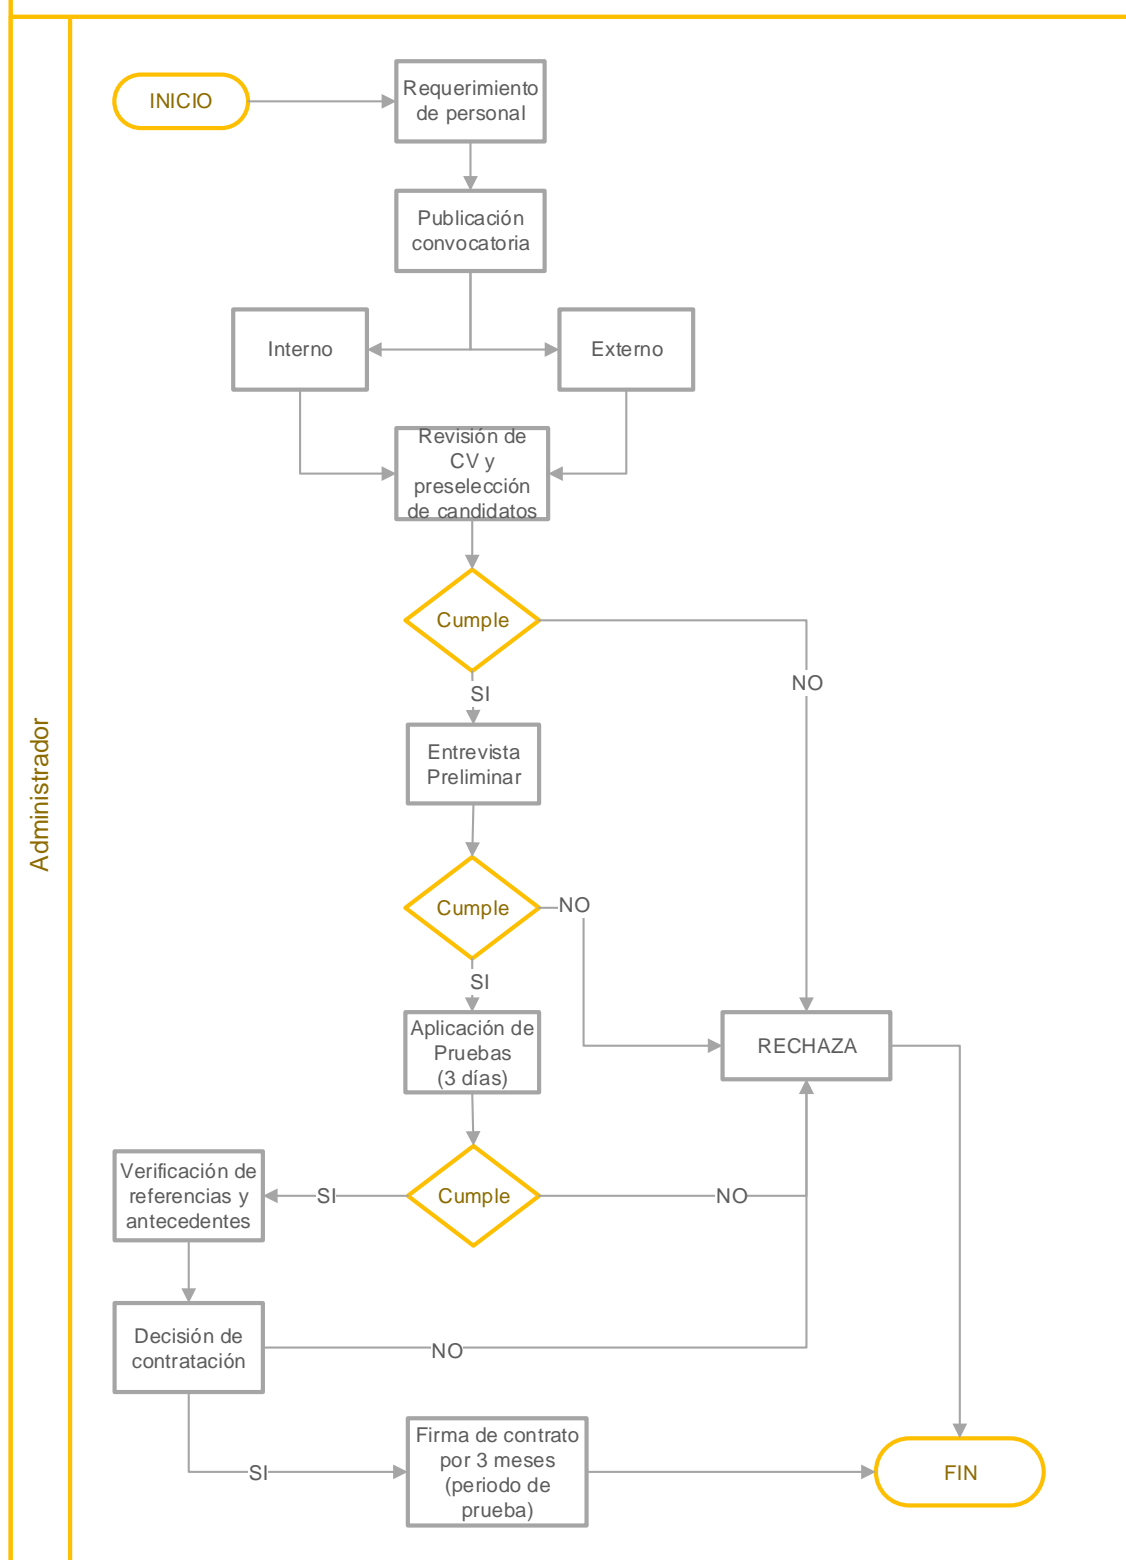 INICIO
Requerimiento
de personal
Publicación
convocatoria
Interno
Externo
Revisión de
CV y
preselección
de candidatos
Cumple
NO
SI
Entrevista
Preliminar
Administrador
Cumple
NO
SI
Aplicación de
Pruebas
(3 días)
RECHAZA
Verificación de
referencias y
antecedentes
SI
Cumple
NO
Decisión de
contratación
NO
Firma de contrato
por 3 meses
(periodo de
prueba)
SI
FIN